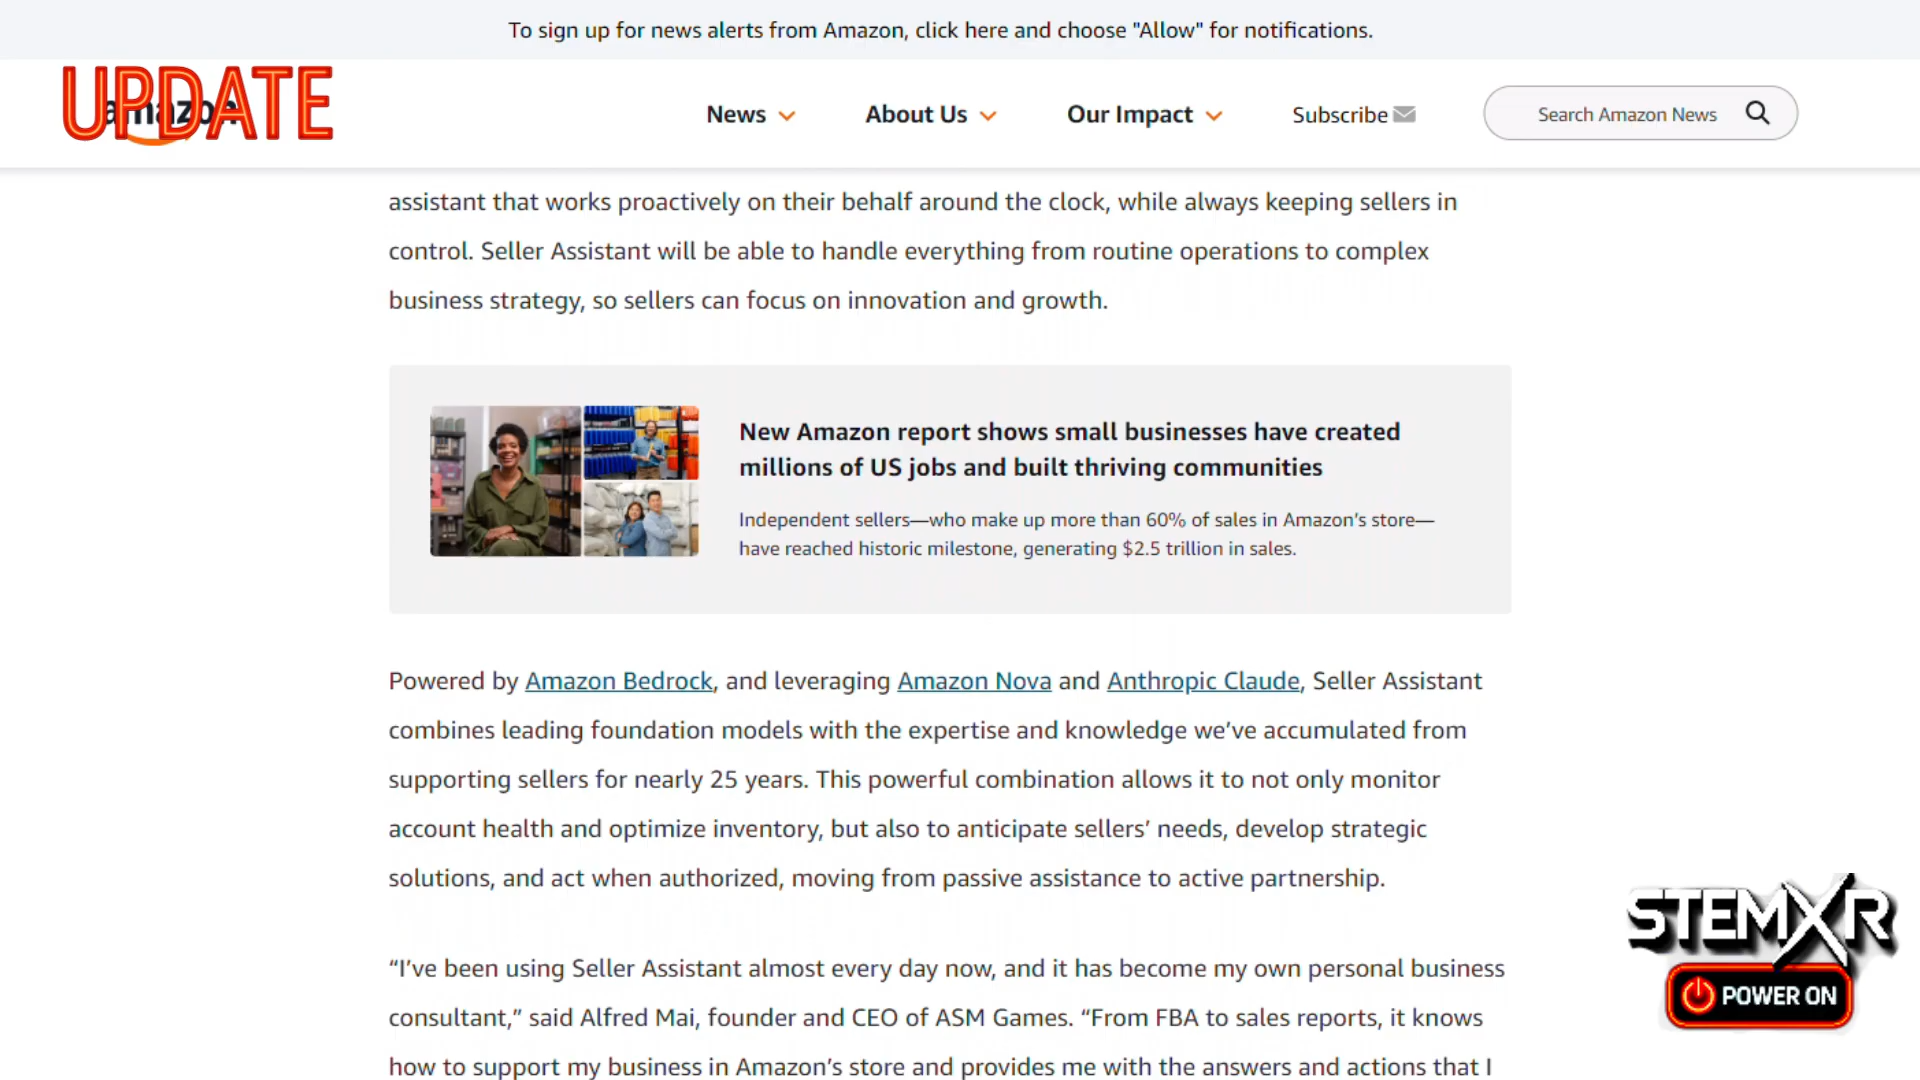 To sign up for news alerts from Amazon, click here and choose "Allow" for notifications.
UPDATE
amazon
News
About Us
Our Impact
Subscribe
Search Amazon News
assistant that works proactively on their behalf around the clock, while always keeping sellers in
control. Seller Assistant will be able to handle everything from routine operations to complex
business strategy, so sellers can focus on innovation and growth.
New Amazon report shows small businesses have created
millions of US jobs and built thriving communities
Independent sellers—who make up more than 60% of sales in Amazon’s store—
have reached historic milestone, generating $2.5 trillion in sales.
Powered by Amazon Bedrock, and leveraging Amazon Nova and Anthropic Claude, Seller Assistant
combines leading foundation models with the expertise and knowledge we’ve accumulated from
supporting sellers for nearly 25 years. This powerful combination allows it to not only monitor
account health and optimize inventory, but also to anticipate sellers’ needs, develop strategic
solutions, and act when authorized, moving from passive assistance to active partnership.
“I’ve been using Seller Assistant almost every day now, and it has become my own personal business
consultant,” said Alfred Mai, founder and CEO of ASM Games. “From FBA to sales reports, it knows
how to support my business in Amazon’s store and provides me with the answers and actions that I
STEMXR
POWER ON